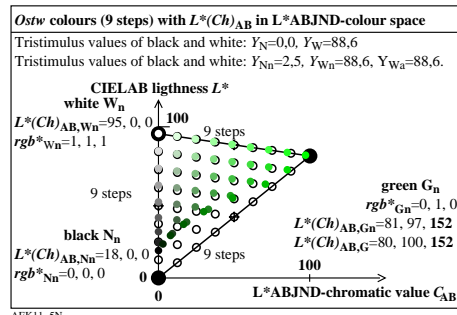 Ostw colours (9 steps) with L*(Ch)AB in L*ABJND-colour space
Tristimulus values of black and white: YN=0,0, YW=88,6
Tristimulus values of black and white: YNn=2,5, YWn=88,6, YWa=88,6.
CIELAB ligthness L*
white Wn
100
L*(Ch)AB,Wn=95, 0, 0
9 steps
rgb*Wn=1, 1, 1
green Gn
9 steps
rgb*Gn=0, 1, 0
L*(Ch)AB,Gn=81, 97, 152
black Nn
L*(Ch)AB,G=80, 100, 152
L*(Ch)AB,Nn=18, 0, 0
9 steps
rgb*Nn=0, 0, 0
0
100
0
L*ABJND-chromatic value CAB